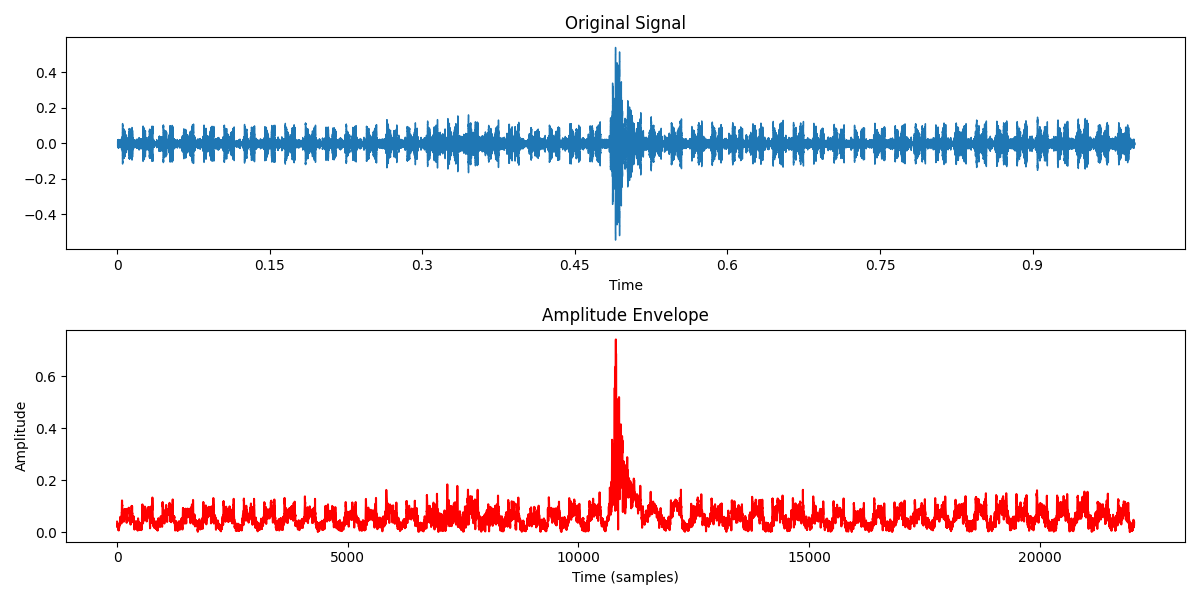 Original Signal
0.4
0.2
0.0
−0.2
−0.4
0 0.15 0.3 0.45 0.6 0.75 0.9
Time
Amplitude Envelope
Amplitude
0.6
0.4
0.2
0.0
0 5000 10000 15000 20000
Time (samples)